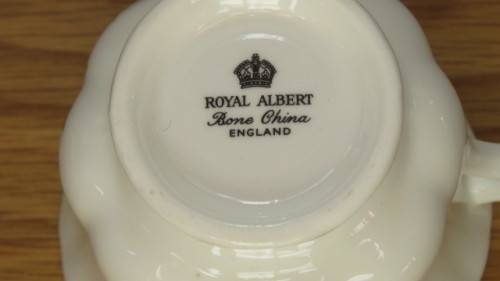 ROYAL ALBERT
Bone China
ENGLAND